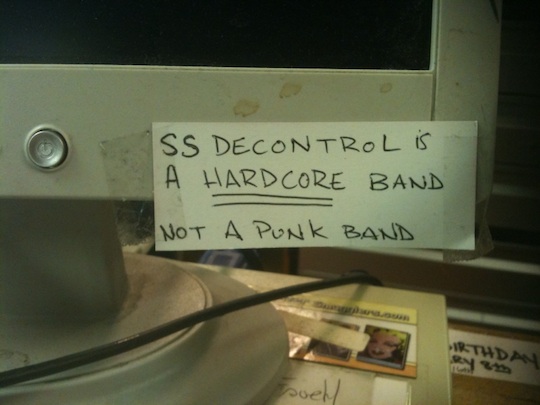 SS DECONTROL iS
A HARDCORE BAND
NOT A PUNK BAND